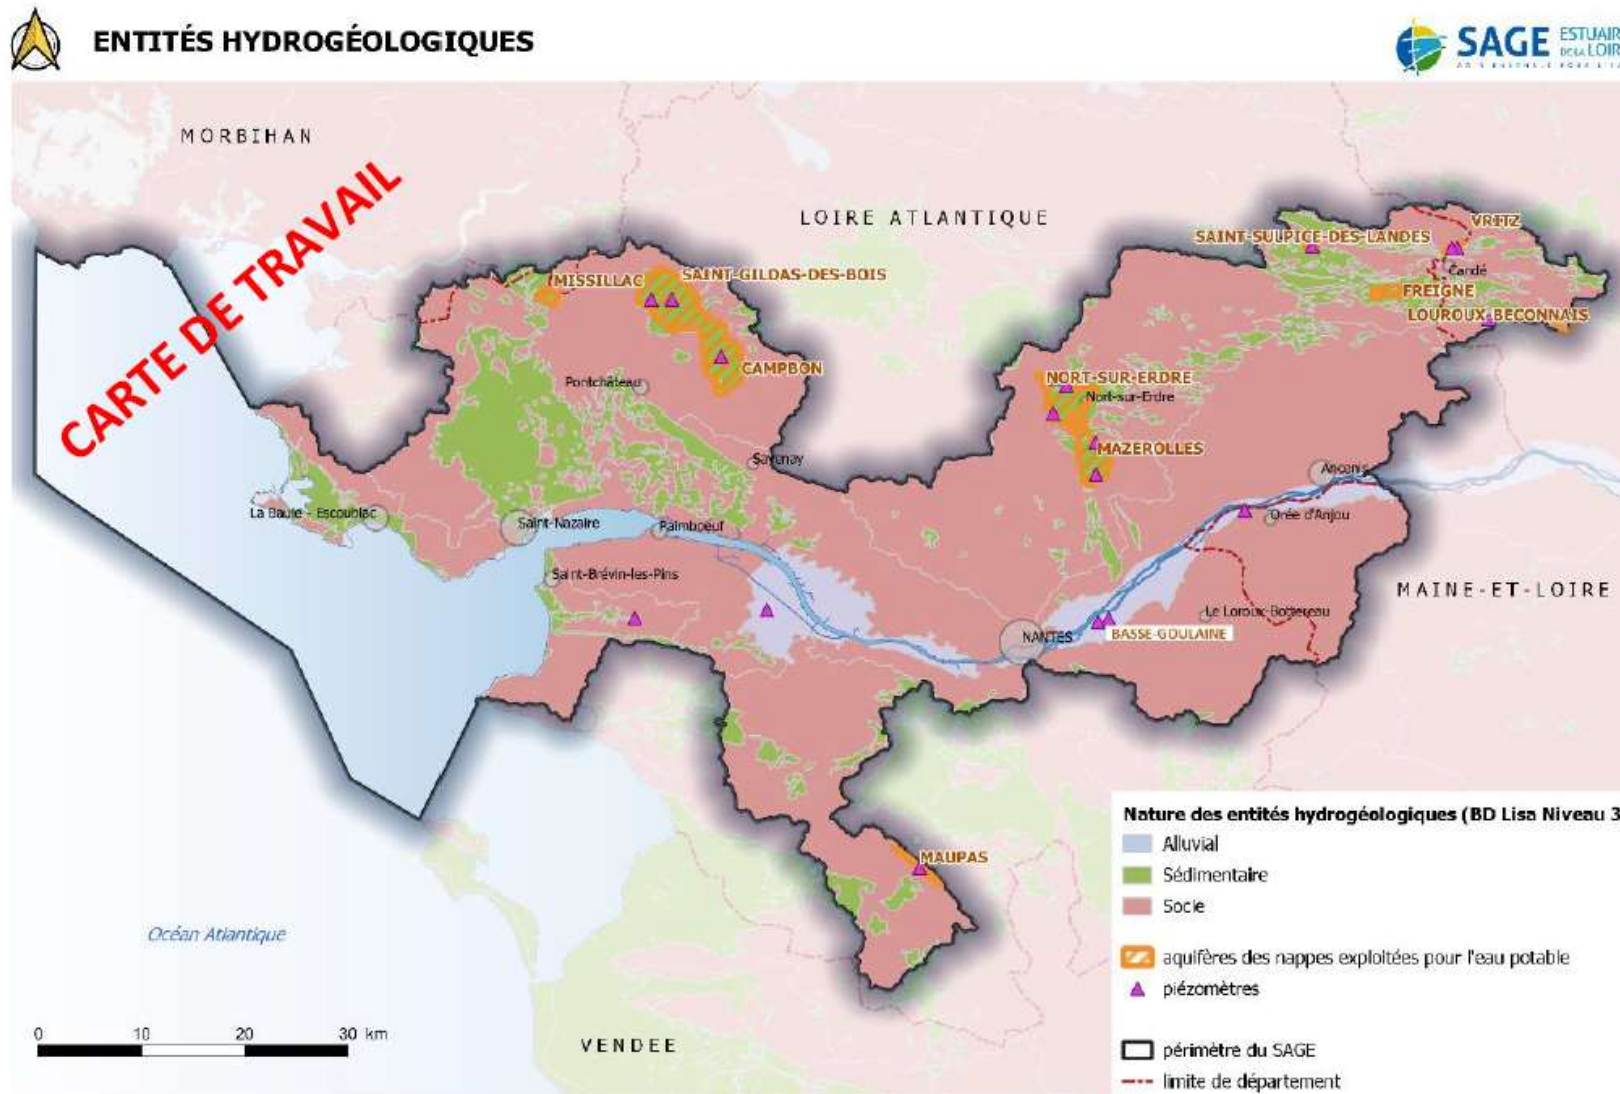 ENTITÉS HYDROGÉOLOGIQUES
SAGE
ESTUAIR
DE LA LOIR
MORBIHAN
CARTE DE TRAVAIL
LOIRE ATLANTIQUE
VRITZ
SAINT-SULPICE-DES-LANDES
Candé
MISSILLAC
SAINT-GILDAS-DES-BOIS
FREIGNE
LOUROUX-BECONNAIS
CAMPBON
Pontchâteau
NORT-SUR-ERDRE
Nort-sur-Erdre
MAZEROLLES
Savenay
Ancenis
La Baule - Escoublac
Saint-Nazaire
Paimboeuf
Orée d'Anjou
Saint-Brévin-les-Pins
MAINE-ET-LOIRE
Le Loroux-Bottereau
NANTES
BASSE-GOULAINE
MAUPAS
Océan Atlantique
VENDEE
0 10 20 30 km
Nature des entités hydrogéologiques (BD Lisa Niveau 3
Alluvial
Sédimentaire
Socle
aquifères des nappes exploitées pour l'eau potable
piézomètres
périmètre du SAGE
limite de département